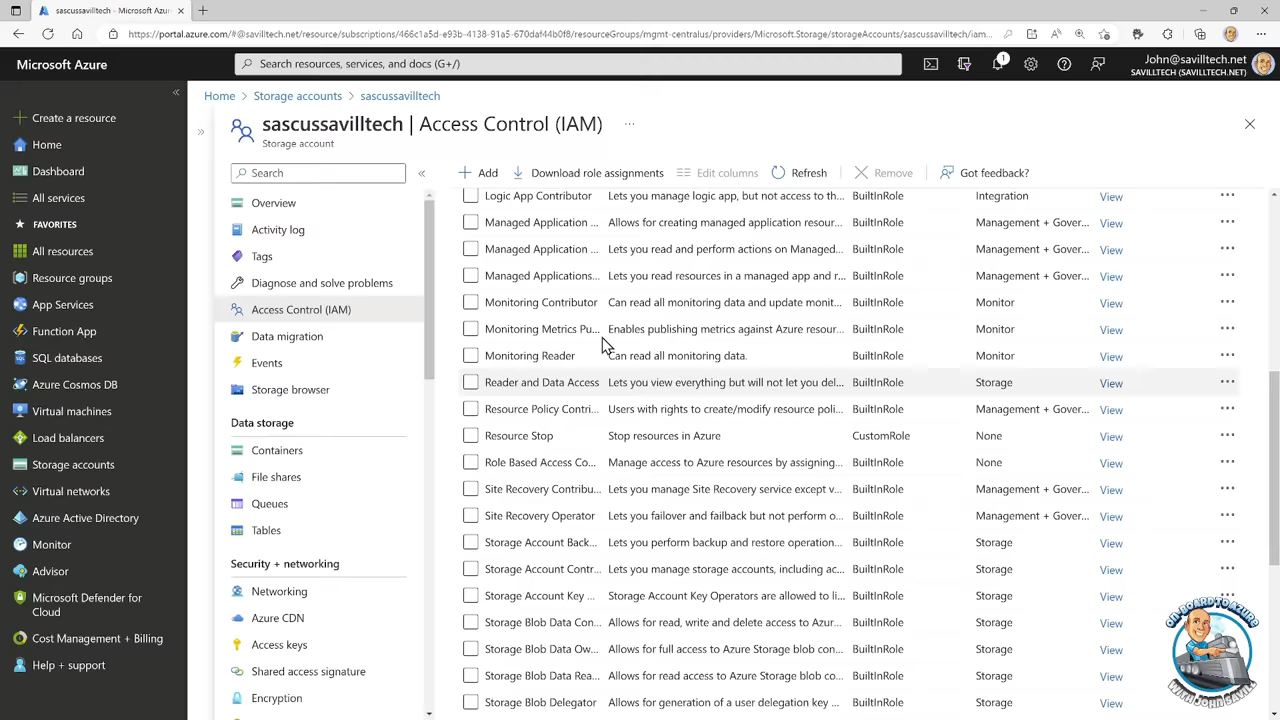 sascussavilltech - Microsoft Azu
https://portal.azure.com/#@savilltech.net/resource/subscriptions/466c1a5d-e93b-4138-91a5-670daf44b0f8/resourceGroups/mgmt-centralus/providers/Microsoft.Storage/storageAccounts/sascussavilltech/iam...
Microsoft Azure
Search resources, services, and docs (G+/)
1
John@savilltech.net
SAVILLTECH (SAVILLTECH.NET)
Home > Storage accounts > sascussavilltech
sascussavilltech | Access Control (IAM) ...
Storage account
Create a resource
Home
Dashboard
All services
FAVORITES
All resources
Resource groups
App Services
Function App
SQL databases
Azure Cosmos DB
Virtual machines
Load balancers
Storage accounts
Virtual networks
Azure Active Directory
Monitor
Advisor
Microsoft Defender for
Cloud
Cost Management + Billing
Help + support
Search
Overview
Activity log
Tags
Diagnose and solve problems
Access Control (IAM)
Data migration
Events
Storage browser
Data storage
Containers
File shares
Queues
Tables
Security + networking
Networking
Azure CDN
Access keys
Shared access signature
Encryption
Add Download role assignments Edit columns Refresh Remove Got feedback?
Logic App Contributor Lets you manage logic app, but not access to th... BuiltInRole Integration View ...
Managed Application ... Allows for creating managed application resour... BuiltInRole Management + Gover... View ...
Managed Application ... Lets you read and perform actions on Managed... BuiltInRole Management + Gover... View ...
Managed Applications... Lets you read resources in a managed app and r... BuiltInRole Management + Gover... View ...
Monitoring Contributor Can read all monitoring data and update monit... BuiltInRole Monitor View ...
Monitoring Metrics Pu... Enables publishing metrics against Azure resour... BuiltInRole Monitor View ...
Monitoring Reader Can read all monitoring data. BuiltInRole Monitor View ...
Reader and Data Access Lets you view everything but will not let you del... BuiltInRole Storage View ...
Resource Policy Contri... Users with rights to create/modify resource poli... BuiltInRole Management + Gover... View ...
Resource Stop Stop resources in Azure CustomRole None View ...
Role Based Access Co... Manage access to Azure resources by assigning... BuiltInRole None View ...
Site Recovery Contribu... Lets you manage Site Recovery service except v... BuiltInRole Management + Gover... View ...
Site Recovery Operator Lets you failover and failback but not perform o... BuiltInRole Management + Gover... View ...
Storage Account Back... Lets you perform backup and restore operation... BuiltInRole Storage View ...
Storage Account Contr... Lets you manage storage accounts, including ac... BuiltInRole Storage View ...
Storage Account Key ... Storage Account Key Operators are allowed to li... BuiltInRole Storage View ...
Storage Blob Data Con... Allows for read, write and delete access to Azur... BuiltInRole Storage View ...
Storage Blob Data Ow... Allows for full access to Azure Storage blob con... BuiltInRole Storage View ...
Storage Blob Data Rea... Allows for read access to Azure Storage blob co... BuiltInRole Storage View ...
Storage Blob Delegator Allows for generation of a user delegation key ... BuiltInRole Storage View ...
ONBOARD TO AZURE
WITH JOHN SAVILL